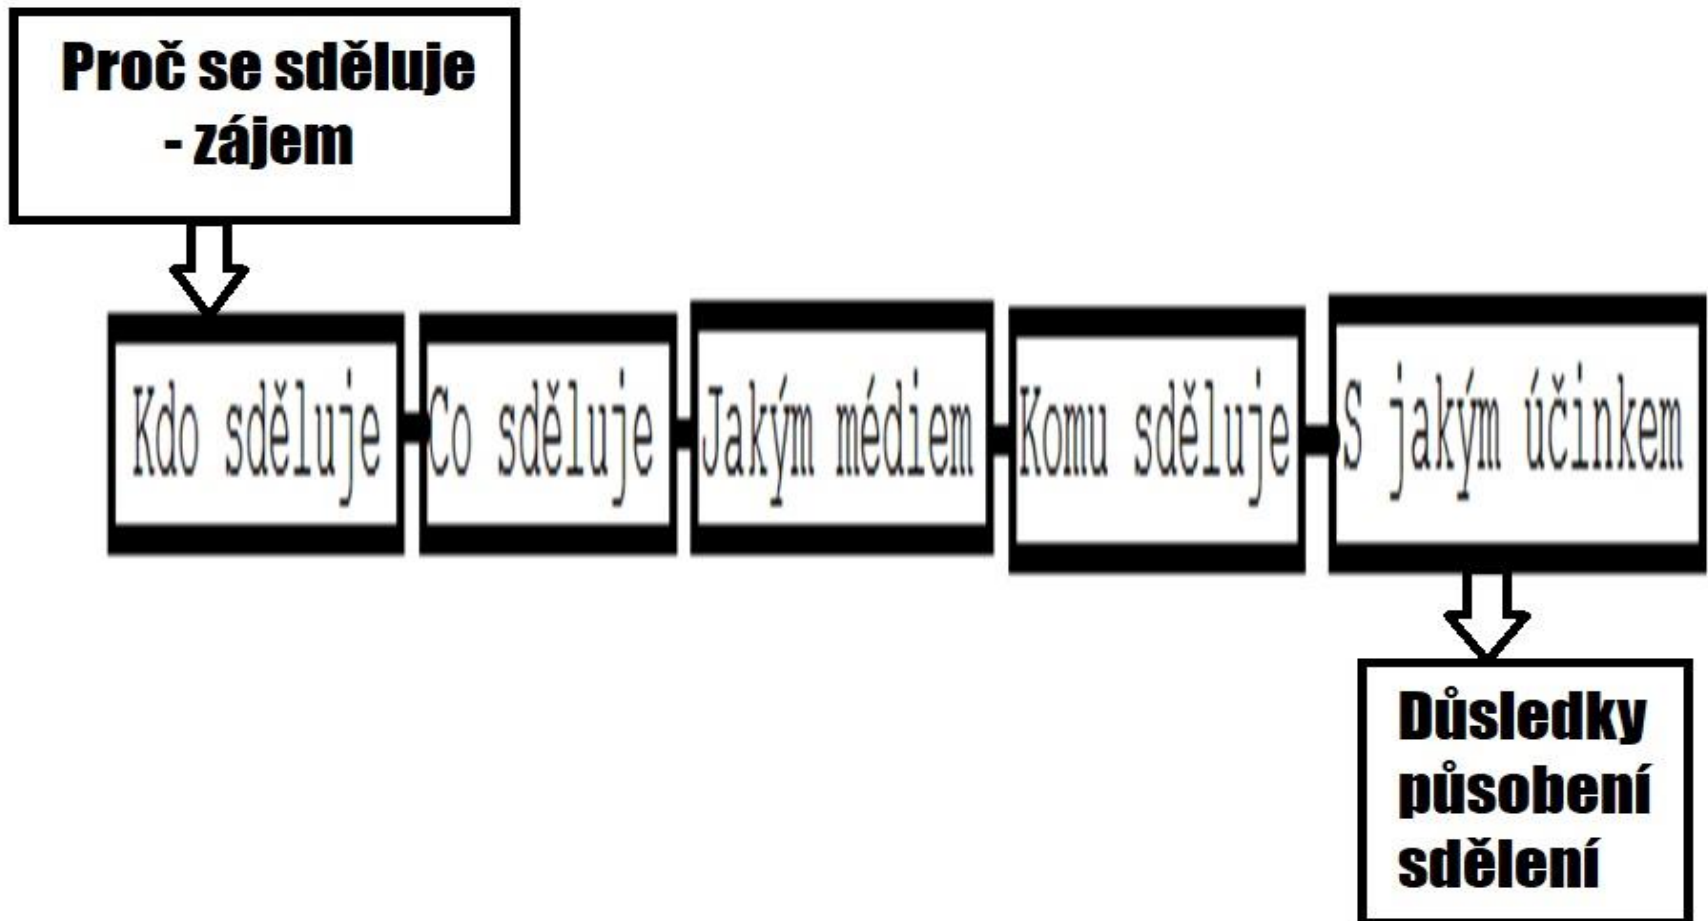 Proč se sděluje
- zájem
Kdo sděluje
Co sděluje
Jakým médiem
Komu sděluje
S jakým účinkem
Důsledky
působení
sdělení